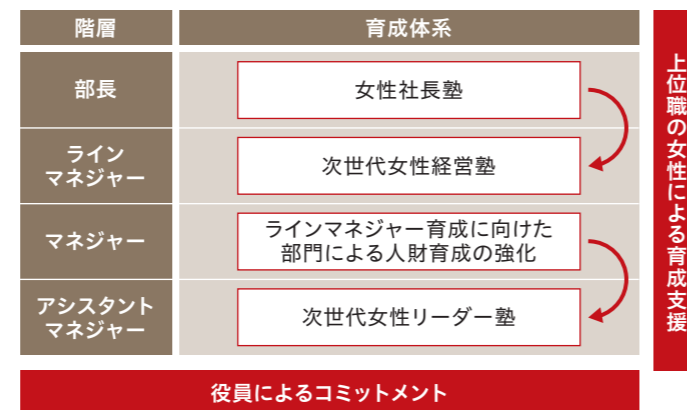 階層
育成体系
部長
女性社長塾
ライン
マネジャー
次世代女性経営塾
マネジャー
ラインマネジャー育成に向けた
部門による人財育成の強化
アシスタント
マネジャー
次世代女性リーダー塾
上位職の女性による育成支援
役員によるコミットメント